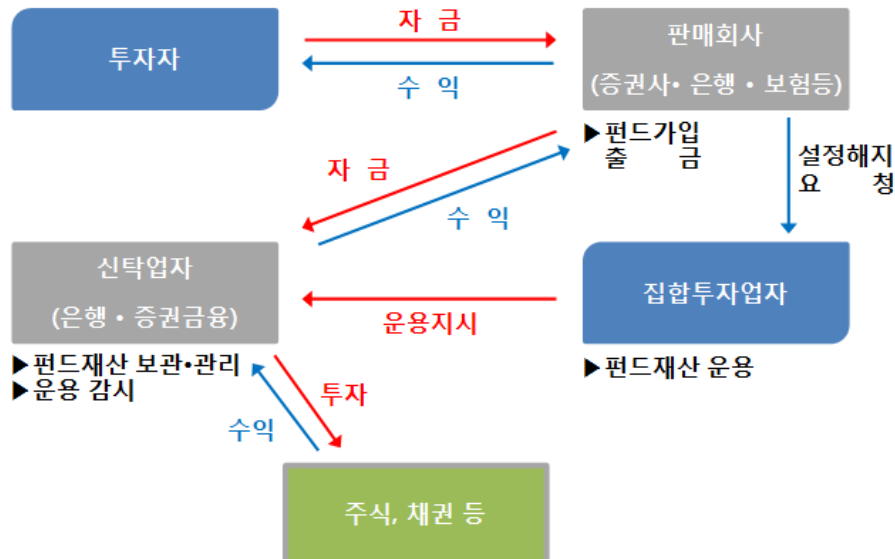 투자자
자 금
수 익
판매회사
(증권사• 은행 • 보험등)
▶펀드가입
출 금
설정해지
요 청
자 금
수 익
신탁업자
(은행 • 증권금융)
운용지시
집합투자업자
▶펀드재산 보관•관리
▶운용 감시
▶펀드재산 운용
투자
수익
주식, 채권 등